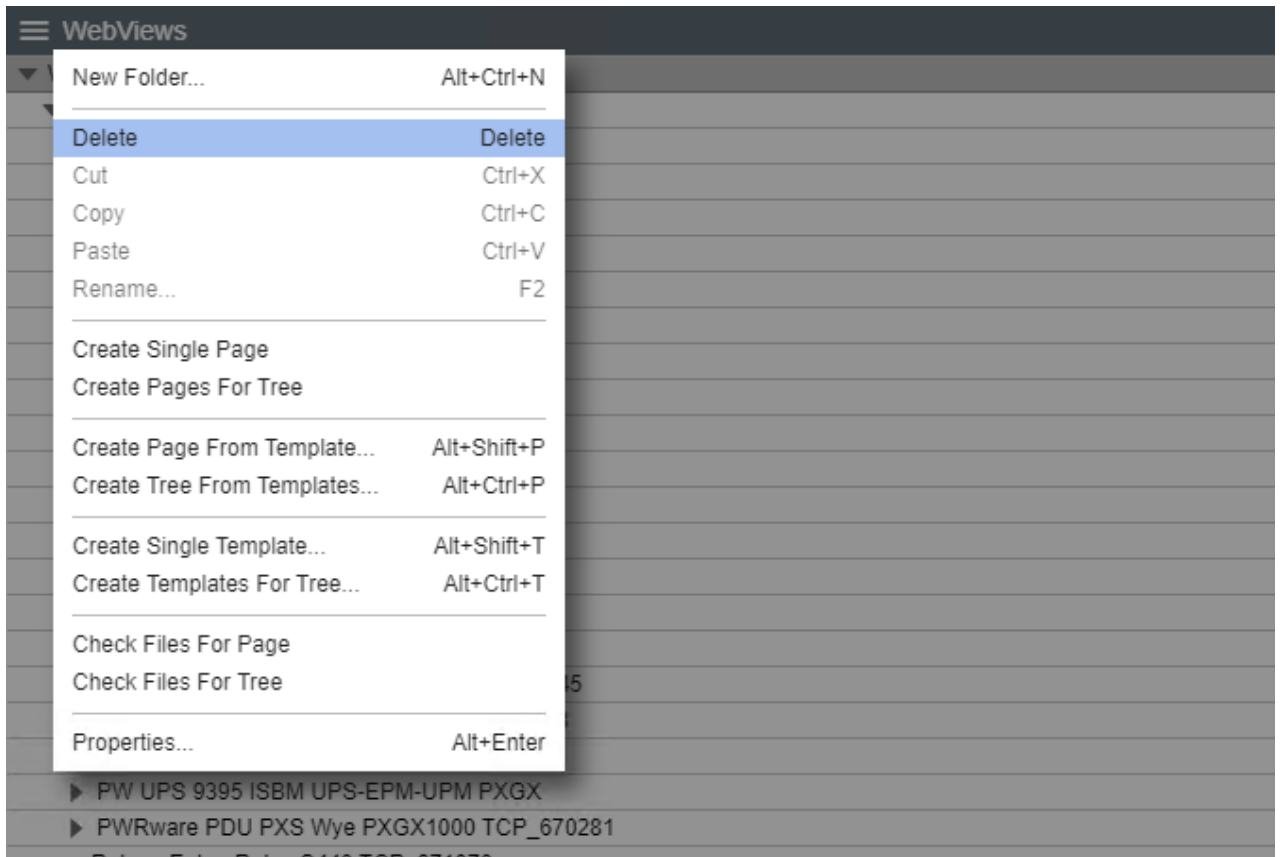 WebViews
New Folder... Alt+Ctrl+N
Delete Delete
Cut Ctrl+X
Copy Ctrl+C
Paste Ctrl+V
Rename... F2
Create Single Page
Create Pages For Tree
Create Page From Template... Alt+Shift+P
Create Tree From Templates... Alt+Ctrl+P
Create Single Template... Alt+Shift+T
Create Templates For Tree... Alt+Ctrl+T
Check Files For Page
Check Files For Tree
Properties... Alt+Enter
PW UPS 9395 ISBM UPS-EPM-UPM PXGX
PWRware PDU PXS Wye PXGX1000 TCP_670281